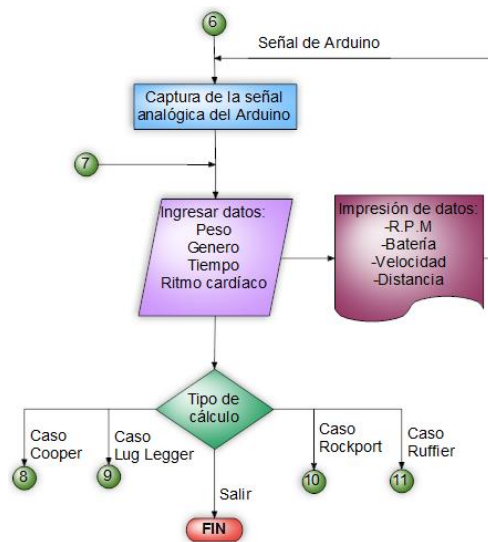 6
Señal de Arduino
Captura de la señal
analógica del Arduino
7
Ingresar datos:
Peso
Genero
Tiempo
Ritmo cardíaco
Impresión de datos:
-R.P.M
-Batería
-Velocidad
-Distancia
Tipo de
cálculo
Caso
Cooper
Caso
Lug Legger
Caso
Rockport
Caso
Ruffier
8
9
10
11
Salir
FIN